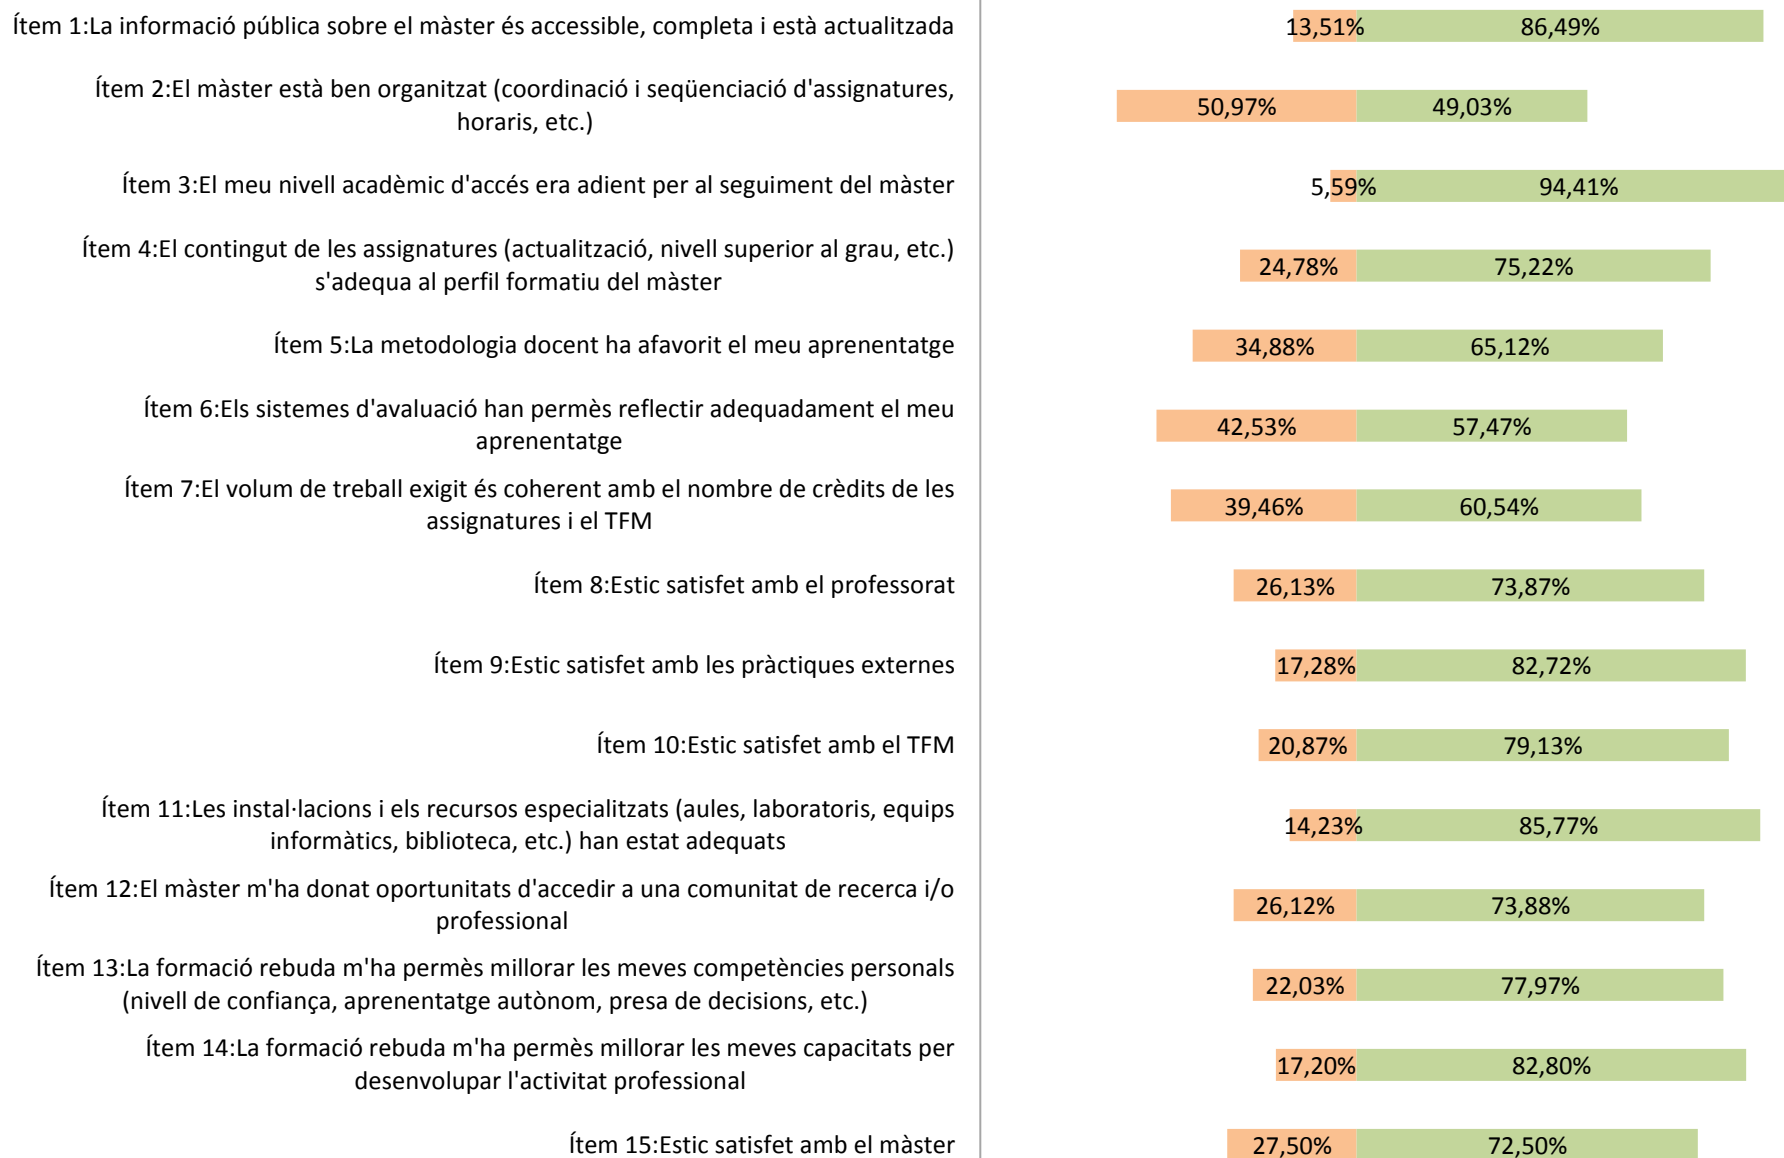 Ítem 1:La informació pública sobre el màster és accessible, completa i està actualitzada
13,51% 86,49%
Ítem 2:El màster està ben organitzat (coordinació i seqüenciació d'assignatures,
horaris, etc.)
50,97% 49,03%
Ítem 3:El meu nivell acadèmic d'accés era adient per al seguiment del màster
5,59% 94,41%
Ítem 4:El contingut de les assignatures (actualització, nivell superior al grau, etc.)
s'adequa al perfil formatiu del màster
24,78% 75,22%
Ítem 5:La metodologia docent ha afavorit el meu aprenentatge
34,88% 65,12%
Ítem 6:Els sistemes d'avaluació han permès reflectir adequadament el meu
aprenentatge
42,53% 57,47%
Ítem 7:El volum de treball exigit és coherent amb el nombre de crèdits de les
assignatures i el TFM
39,46% 60,54%
Ítem 8:Estic satisfet amb el professorat
26,13% 73,87%
Ítem 9:Estic satisfet amb les pràctiques externes
17,28% 82,72%
Ítem 10:Estic satisfet amb el TFM
20,87% 79,13%
Ítem 11:Les instal·lacions i els recursos especialitzats (aules, laboratoris, equips
informàtics, biblioteca, etc.) han estat adequats
14,23% 85,77%
Ítem 12:El màster m'ha donat oportunitats d'accedir a una comunitat de recerca i/o
professional
26,12% 73,88%
Ítem 13:La formació rebuda m'ha permès millorar les meves competències personals
(nivell de confiança, aprenentatge autònom, presa de decisions, etc.)
22,03% 77,97%
Ítem 14:La formació rebuda m'ha permès millorar les meves capacitats per
desenvolupar l'activitat professional
17,20% 82,80%
Ítem 15:Estic satisfet amb el màster
27,50% 72,50%